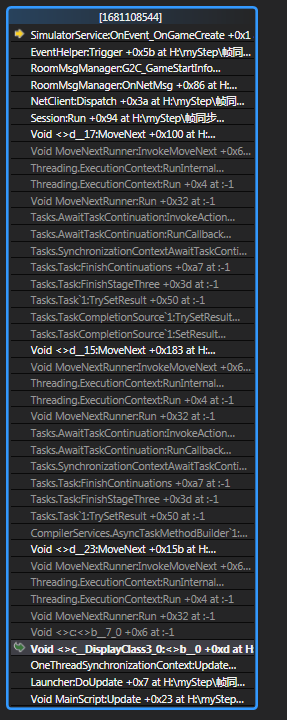 [1681108544]
SimulatorService:OnEvent_OnGameCreate +0x1
EventHelper:Trigger +0x5b at H:\myStep\帧同...
RoomMsgManager:G2C_GameStartInfo...
RoomMsgManager:OnNetMsg +0x86 at H:...
NetClient:Dispatch +0x3a at H:\myStep\帧同...
Session:Run +0x94 at H:\myStep\帧同步...
Void <>d__17:MoveNext +0x100 at H:...
Void MoveNextRunner:InvokeMoveNext +0x6...
Threading.ExecutionContext:RunInternal...
Threading.ExecutionContext:Run +0x4 at :-1
Void MoveNextRunner:Run +0x32 at :-1
Tasks.AwaitTaskContinuation:InvokeAction...
Tasks.AwaitTaskContinuation:RunCallback...
Tasks.SynchronizationContextAwaitTaskConti...
Tasks.Task:FinishContinuations +0xa7 at :-1
Tasks.Task:FinishStageThree +0x3d at :-1
Tasks.Task`1:TrySetResult +0x50 at :-1
Tasks.TaskCompletionSource`1:TrySetResult...
Tasks.TaskCompletionSource`1:SetResult...
Void <>d__15:MoveNext +0x183 at H:...
Void MoveNextRunner:InvokeMoveNext +0x6...
Threading.ExecutionContext:RunInternal...
Threading.ExecutionContext:Run +0x4 at :-1
Void MoveNextRunner:Run +0x32 at :-1
Tasks.AwaitTaskContinuation:InvokeAction...
Tasks.AwaitTaskContinuation:RunCallback...
Tasks.SynchronizationContextAwaitTaskConti...
Tasks.Task:FinishContinuations +0xa7 at :-1
Tasks.Task:FinishStageThree +0x3d at :-1
Tasks.Task`1:TrySetResult +0x50 at :-1
CompilerServices.AsyncTaskMethodBuilder`1:...
Void <>d__23:MoveNext +0x15b at H:...
Void MoveNextRunner:InvokeMoveNext +0x6...
Threading.ExecutionContext:RunInternal...
Threading.ExecutionContext:Run +0x4 at :-1
Void MoveNextRunner:Run +0x32 at :-1
Void <>c:<>b__7_0 +0x6 at :-1
Void <>c__DisplayClass3_0:<>b__0 +0xd at H
OneThreadSynchronizationContext:Update...
Launcher:DoUpdate +0x7 at H:\myStep\帧同...
Void MainScript:Update +0x23 at H:\myStep...